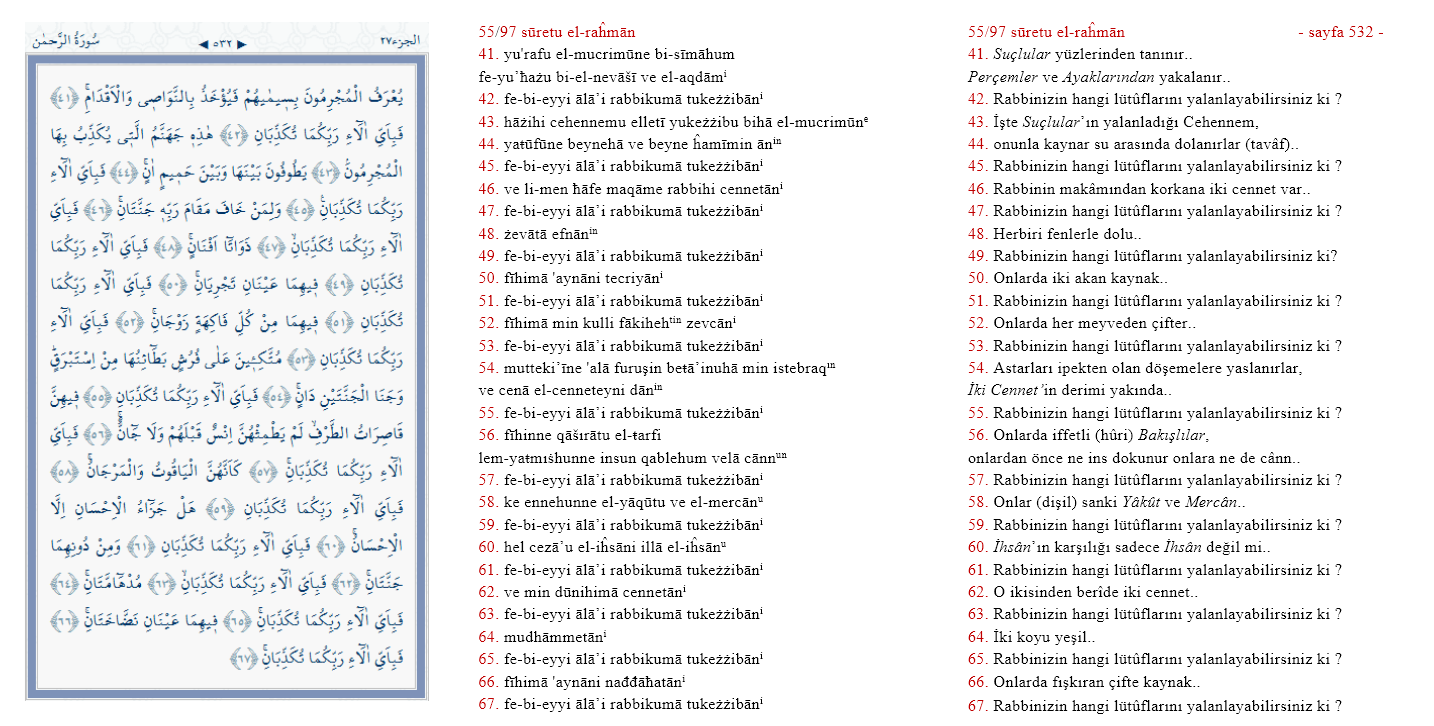 سُورَةُ الرَّحمٰن
◀ ٥٣٢ ▶
الجزء٢٧
يُعْرَفُ الْمُجْرِمُونَ بِسِيمٰيهُمْ فَيُؤْخَذُ بِالنَّوَاصِي وَالْاَقْدَامِۚ ﴿٤١﴾
فَبِاَيِّ اٰلَٓاءِ رَبِّكُمَا تُكَذِّبَانِ ﴿٤٢﴾ هٰذِهٖ جَهَنَّمُ الَّتٖي يُكَذِّبُ بِهَا
الْمُجْرِمُونَۘ ﴿٤٣﴾ يَطُوفُونَ بَيْنَهَا وَبَيْنَ حَمٖيمٍ اٰنٍۚ ﴿٤٤﴾ فَبِاَيِّ اٰلَٓاءِ
رَبِّكُمَا تُكَذِّبَانِ۟ ﴿٤٥﴾ وَلِمَنْ خَافَ مَقَامَ رَبِّهٖ جَنَّتَانِۚ ﴿٤٦﴾ فَبِاَيِّ
اٰلَٓاءِ رَبِّكُمَا تُكَذِّبَانِۙ ﴿٤٧﴾ ذَوَاتَٓا اَفْنَانٍۚ ﴿٤٨﴾ فَبِاَيِّ اٰلَٓاءِ رَبِّكُمَا
تُكَذِّبَانِ ﴿٤٩﴾ فٖيهِمَا عَيْنَانِ تَجْرِيَانِۚ ﴿٥٠﴾ فَبِاَيِّ اٰلَٓاءِ رَبِّكُمَا
تُكَذِّبَانِ ﴿٥١﴾ فٖيهِمَا مِنْ كُلِّ فَاكِهَةٍ زَوْجَانِۚ ﴿٥٢﴾ فَبِاَيِّ اٰلَٓاءِ
رَبِّكُمَا تُكَذِّبَانِ ﴿٥٣﴾ مُتَّكِـٖٔينَ عَلٰى فُرُشٍ بَطَٓائِنُهَا مِنْ اِسْتَبْرَقٍؕ
وَجَنَا الْجَنَّتَيْنِ دَانٍۚ ﴿٥٤﴾ فَبِاَيِّ اٰلَٓاءِ رَبِّكُمَا تُكَذِّبَانِ ﴿٥٥﴾ فٖيهِنَّ
قَاصِرَاتُ الطَّرْفِۙ لَمْ يَطْمِثْهُنَّ اِنْسٌ قَبْلَهُمْ وَلَا جَٓانٌّۚ ﴿٥٦﴾ فَبِاَيِّ
اٰلَٓاءِ رَبِّكُمَا تُكَذِّبَانِۚ ﴿٥٧﴾ كَاَنَّهُنَّ الْيَاقُوتُ وَالْمَرْجَانُۚ ﴿٥٨﴾
فَبِاَيِّ اٰلَٓاءِ رَبِّكُمَا تُكَذِّبَانِ ﴿٥٩﴾ هَلْ جَزَٓاءُ الْاِحْسَانِ اِلَّا
الْاِحْسَانُۚ ﴿٦٠﴾ فَبِاَيِّ اٰلَٓاءِ رَبِّكُمَا تُكَذِّبَانِ ﴿٦١﴾ وَمِنْ دُونِهِمَا
جَنَّتَانِۚ ﴿٦٢﴾ فَبِاَيِّ اٰلَٓاءِ رَبِّكُمَا تُكَذِّبَانِۙ ﴿٦٣﴾ مُدْهَٓامَّتَانِۚ ﴿٦٤﴾
فَبِاَيِّ اٰلَٓاءِ رَبِّكُمَا تُكَذِّبَانِۚ ﴿٦٥﴾ فٖيهِمَا عَيْنَانِ نَضَّاخَتَانِۚ ﴿٦٦﴾
فَبِاَيِّ اٰلَٓاءِ رَبِّكُمَا تُكَذِّبَانِۚ ﴿٦٧﴾
55/97 sūretu el-raĥmān
41. yu'rafu el-mucrimūne bi-sīmāhum
fe-yu’ħażu bi-el-nevāšī ve el-aqdāmⁱ
42. fe-bi-eyyi ālā’i rabbikumā tukeżżibānⁱ
43. hāżihi cehennemu elletī yukeżżibu bihā el-mucrimūnᵉ
44. yaŧūfūne beynehā ve beyne ĥamīmin ānⁱⁿ
45. fe-bi-eyyi ālā’i rabbikumā tukeżżibānⁱ
46. ve li-men ħāfe maqāme rabbihi cennetānⁱ
47. fe-bi-eyyi ālā’i rabbikumā tukeżżibānⁱ
48. żevātā efnānⁱⁿ
49. fe-bi-eyyi ālā’i rabbikumā tukeżżibānⁱ
50. fīhimā 'aynāni tecriyānⁱ
51. fe-bi-eyyi ālā’i rabbikumā tukeżżibānⁱ
52. fīhimā min kulli fākihehᵗⁱⁿ zevcānⁱ
53. fe-bi-eyyi ālā’i rabbikumā tukeżżibānⁱ
54. mutteki’īne 'alā furuşin beŧā’inuhā min istebraqⁱⁿ
ve cenā el-cenneteyni dānⁱⁿ
55. fe-bi-eyyi ālā’i rabbikumā tukeżżibānⁱ
56. fīhinne qāšırātu el-ŧarfi
lem-yaŧmıśhunne insun qablehum velā cānnᵘⁿ
57. fe-bi-eyyi ālā’i rabbikumā tukeżżibānⁱ
58. ke ennehunne el-yāqūtu ve el-mercānᵘ
59. fe-bi-eyyi ālā’i rabbikumā tukeżżibānⁱ
60. hel cezā’u el-iĥsāni illā el-iĥsānᵘ
61. fe-bi-eyyi ālā’i rabbikumā tukeżżibānⁱ
62. ve min dūnihimā cennetānⁱ
63. fe-bi-eyyi ālā’i rabbikumā tukeżżibānⁱ
64. mudhāmmetānⁱ
65. fe-bi-eyyi ālā’i rabbikumā tukeżżibānⁱ
66. fīhimā 'aynāni nađđāħatānⁱ
67. fe-bi-eyyi ālā’i rabbikumā tukeżżibānⁱ
55/97 sūretu el-raĥmān - sayfa 532 -
41. Suçlular yüzlerinden tanınır..
Perçemler ve Ayaklarından yakalanır..
42. Rabbinizin hangi lütûflarını yalanlayabilirsiniz ki ?
43. İşte Suçlular’ın yalanladığı Cehennem,
44. onunla kaynar su arasında dolanırlar (tavâf)..
45. Rabbinizin hangi lütûflarını yalanlayabilirsiniz ki ?
46. Rabbinin makâmından korkana iki cennet var..
47. Rabbinizin hangi lütûflarını yalanlayabilirsiniz ki ?
48. Herbiri fenlerle dolu..
49. Rabbinizin hangi lütûflarını yalanlayabilirsiniz ki?
50. Onlarda iki akan kaynak..
51. Rabbinizin hangi lütûflarını yalanlayabilirsiniz ki ?
52. Onlarda her meyveden çifter..
53. Rabbinizin hangi lütûflarını yalanlayabilirsiniz ki ?
54. Astarları ipekten olan döşemelere yaslanırlar,
İki Cennet’in derimi yakında..
55. Rabbinizin hangi lütûflarını yalanlayabilirsiniz ki ?
56. Onlarda iffetli (hûri) Bakışlılar,
onlardan önce ne ins dokunur onlara ne de cânn..
57. Rabbinizin hangi lütûflarını yalanlayabilirsiniz ki ?
58. Onlar (dişil) sanki Yâkût ve Mercân..
59. Rabbinizin hangi lütûflarını yalanlayabilirsiniz ki ?
60. İhsân’ın karşılığı sadece İhsân değil mi..
61. Rabbinizin hangi lütûflarını yalanlayabilirsiniz ki ?
62. O ikisinden berîde iki cennet..
63. Rabbinizin hangi lütûflarını yalanlayabilirsiniz ki ?
64. İki koyu yeşil..
65. Rabbinizin hangi lütûflarını yalanlayabilirsiniz ki ?
66. Onlarda fışkıran çifte kaynak..
67. Rabbinizin hangi lütûflarını yalanlayabilirsiniz ki ?